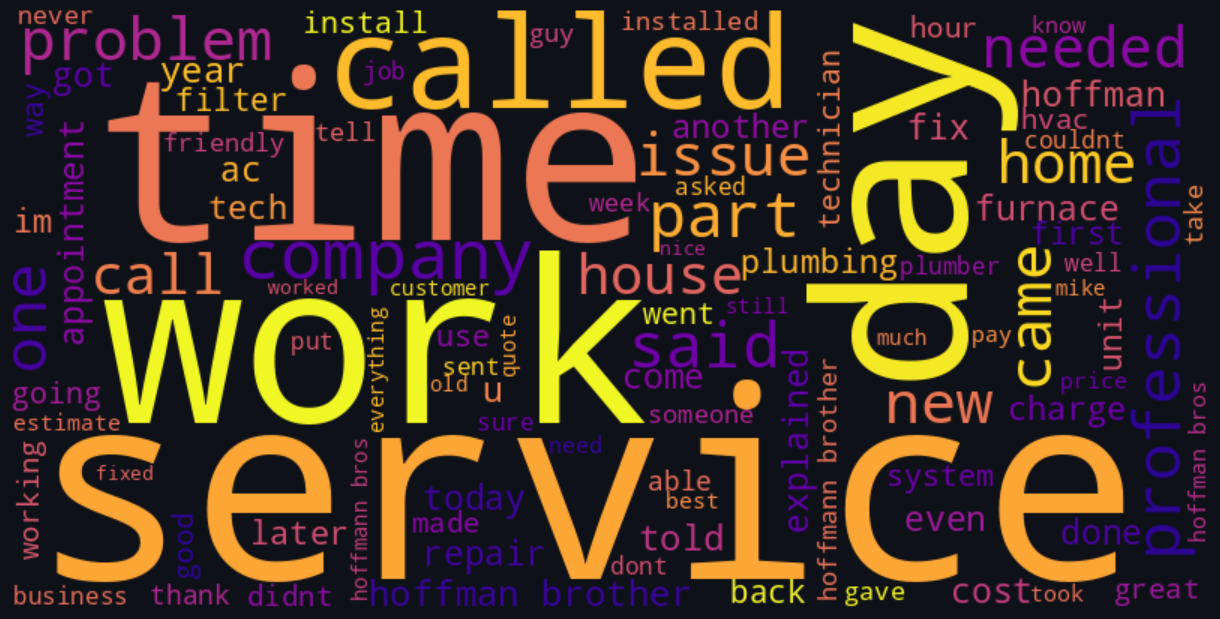 never
problem
install
called
guy
installed
hour
know
needed
got
year
job
way
filter
time
friendly
tell
another
technician
day
fix
hoffman
hvac
couldnt
home
professional
appointment
ac
issue
asked
tech
week
part
im
furnace
first
take
company
nice
call
house
plumbing
plumber
came
well
one
worked
customer
mike
work
went
still
unit
put
everything
use
quote
said
much
pay
sent
old
u
come
price
going
estimate
sure
someone
explained
hoffmann brother
new
charge
hoffman bros
working
service
fixed
hoffmann bros
need
able
best
system
today
good
later
made
told
even
done
repair
dont
business
thank
didnt
hoffman brother
back
gave
cost
took
great